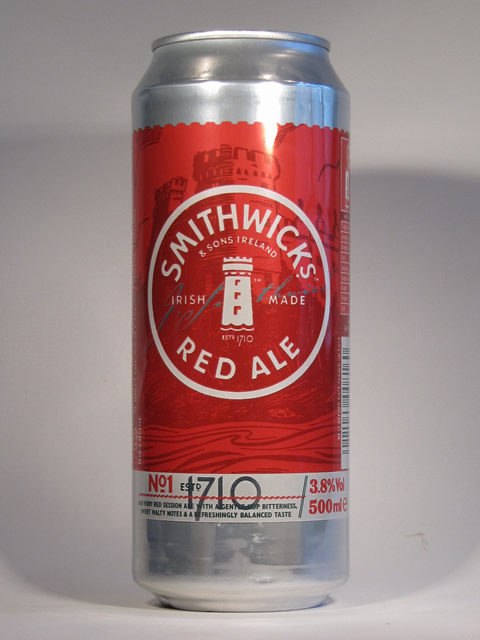 SMITHWICK'S
& SONS IRELAND
IRISH MADE
ESTD 1710
RED ALE
No1 ESTD 1710
3.8%Vol
500ml e
RUBY RED SESSION ALE WITH A GENTLE HOP BITTERNESS,
SWEET MALTY NOTES & A REFRESHINGLY BALANCED TASTE